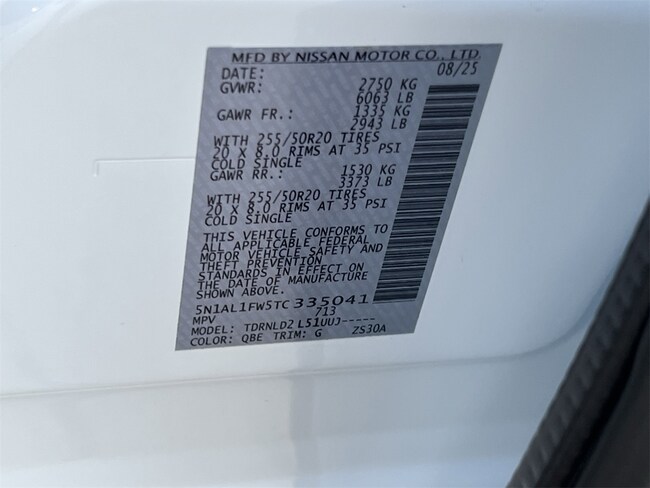 MFD BY NISSAN MOTOR CO., LTD.
DATE: 08/25
GVWR: 2750 KG
6063 LB
GAWR FR.: 1335 KG
2943 LB
WITH 255/50R20 TIRES
20 X 8.0 RIMS AT 35 PSI
COLD SINGLE
GAWR RR.: 1530 KG
3373 LB
WITH 255/50R20 TIRES
20 X 8.0 RIMS AT 35 PSI
COLD SINGLE
THIS VEHICLE CONFORMS TO
ALL APPLICABLE FEDERAL
MOTOR VEHICLE SAFETY AND
THEFT PREVENTION
STANDARDS IN EFFECT ON
THE DATE OF MANUFACTURE
SHOWN ABOVE.
5N1AL1FW5TC335041
MPV 713
MODEL: TDRNLD2 L51UUJ-----
COLOR: QBE TRIM: G ZS30A